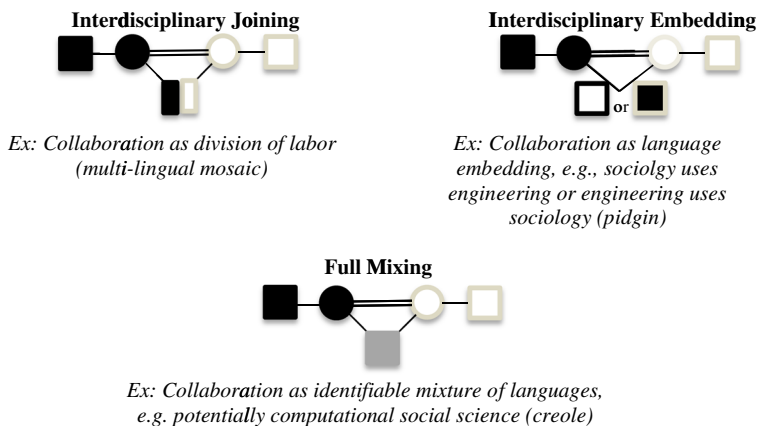 Interdisciplinary Joining
Ex: Collaboration as division of labor
(multi-lingual mosaic)
Interdisciplinary Embedding
or
Ex: Collaboration as language
embedding, e.g., sociolgy uses
engineering or engineering uses
sociology (pidgin)
Full Mixing
Ex: Collaboration as identifiable mixture of languages,
e.g. potentially computational social science (creole)